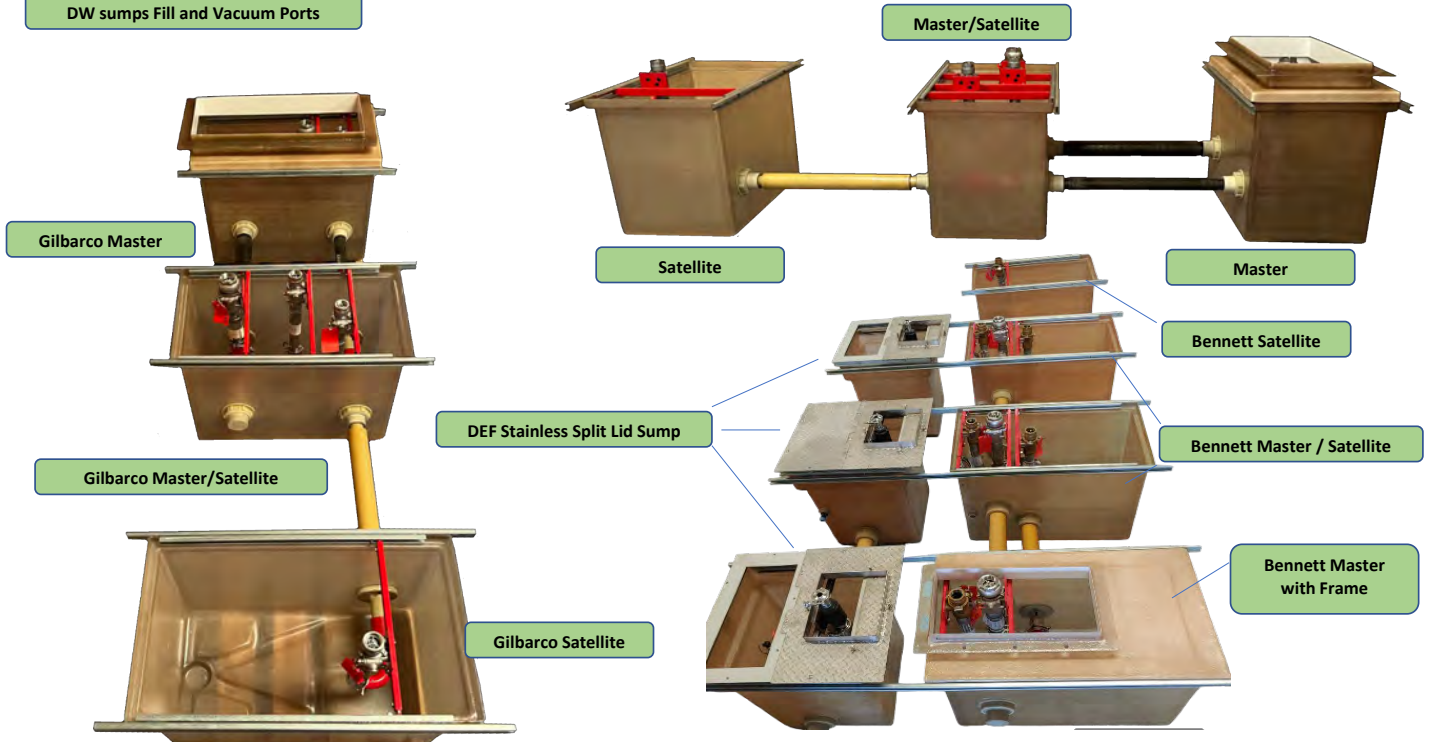 DW sumps Fill and Vacuum Ports
Master/Satellite
Gilbarco Master
Satellite
Master
Bennett Satellite
DEF Stainless Split Lid Sump
Bennett Master / Satellite
Gilbarco Master/Satellite
Bennett Master
with Frame
Gilbarco Satellite